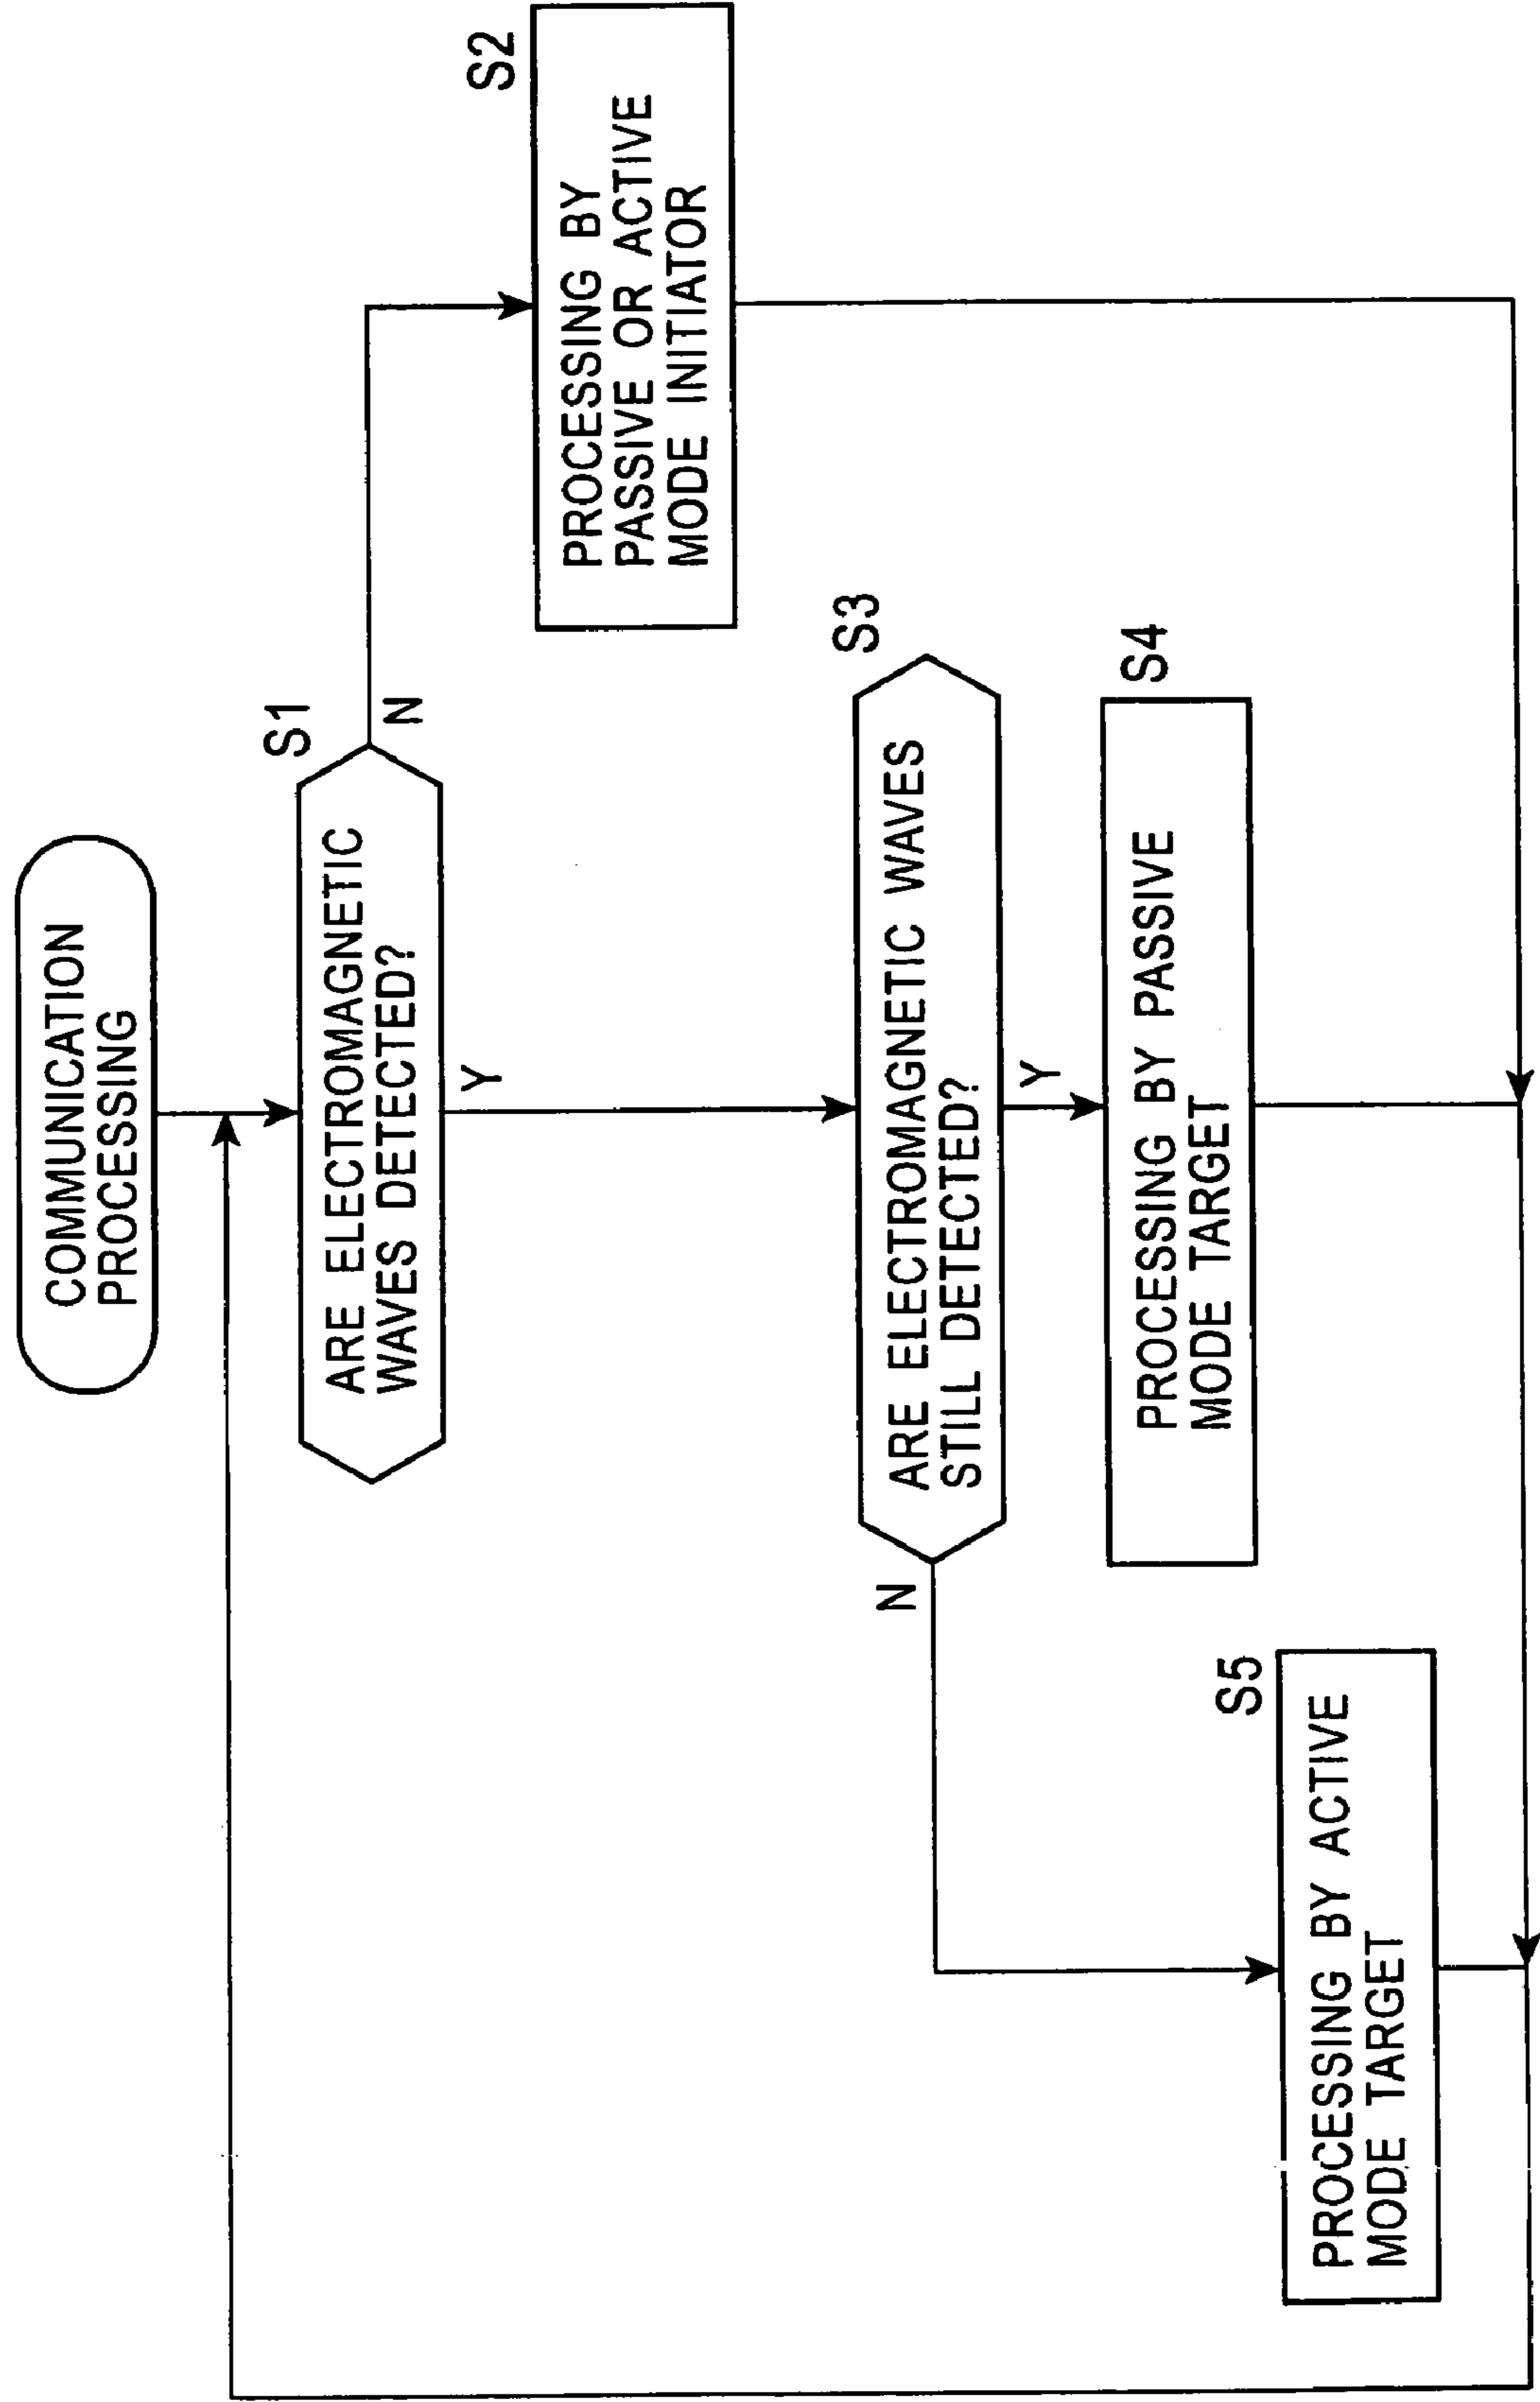 COMMUNICATION
PROCESSING
S1
ARE ELECTROMAGNETIC
WAVES DETECTED?
N
Y
S2
PROCESSING BY
PASSIVE OR ACTIVE
MODE INITIATOR
S3
ARE ELECTROMAGNETIC WAVES
STILL DETECTED?
N
Y
S4
PROCESSING BY PASSIVE
MODE TARGET
S5
PROCESSING BY ACTIVE
MODE TARGET